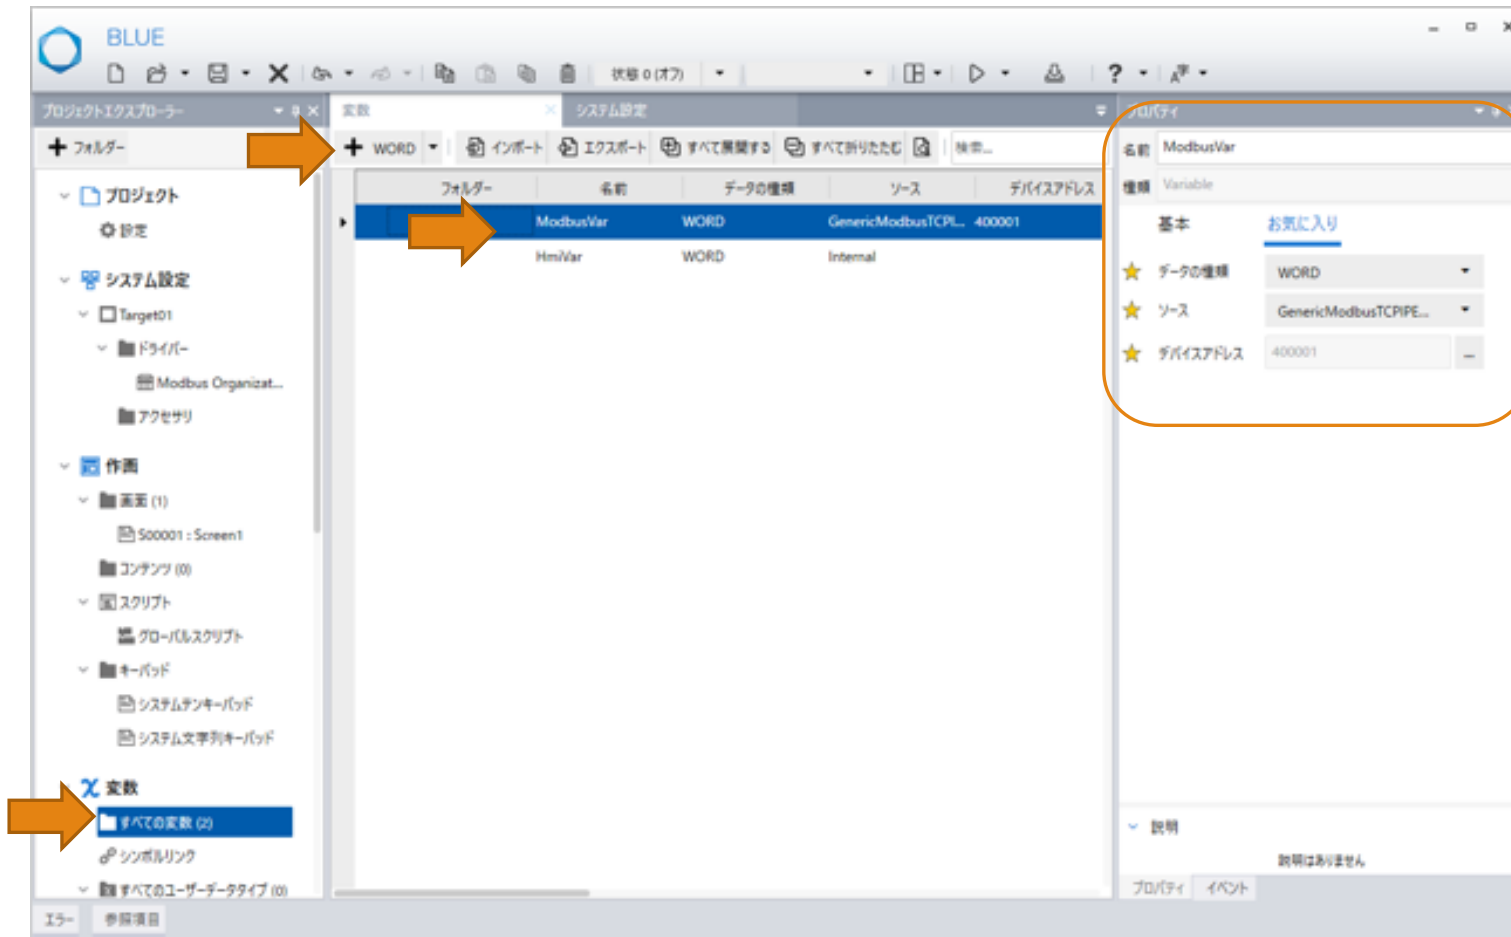 BLUE
状態 0 (オフ)
プロジェクトエクスプローラー
変数
システム設定
プロパティ
フォルダー
WORD
インポート
エクスポート
すべて展開する
すべて折りたたむ
検索...
名前 ModbusVar
種類 Variable
フォルダー 名前 データの種類 ソース デバイスアドレス
ModbusVar WORD GenericModbusTCPI... 400001
HmiVar WORD Internal
基本 お気に入り
データの種類 WORD
ソース GenericModbusTCPIPE...
デバイスアドレス 400001 ...
プロジェクト
設定
システム設定
Target01
ドライバー
Modbus Organizat...
アクセサリ
作画
画面 (1)
S00001 : Screen1
コンテンツ (0)
スクリプト
グローバルスクリプト
キーパッド
システムテンキーパッド
システム文字列キーパッド
変数
すべての変数 (2)
シンボルリンク
すべてのユーザーデータタイプ (0)
説明
説明はありません
プロパティ イベント
エラー 参照項目